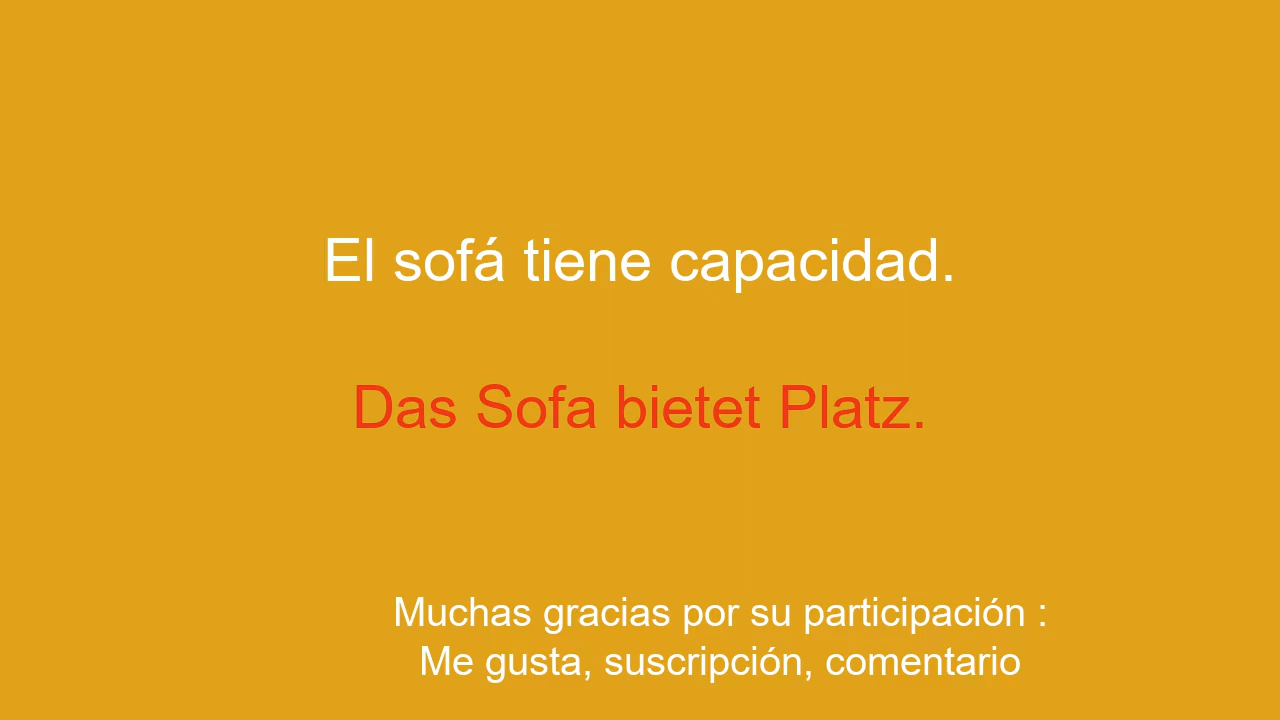 El sofá tiene capacidad.
Das Sofa bietet Platz.
Muchas gracias por su participación :
Me gusta, suscripción, comentario